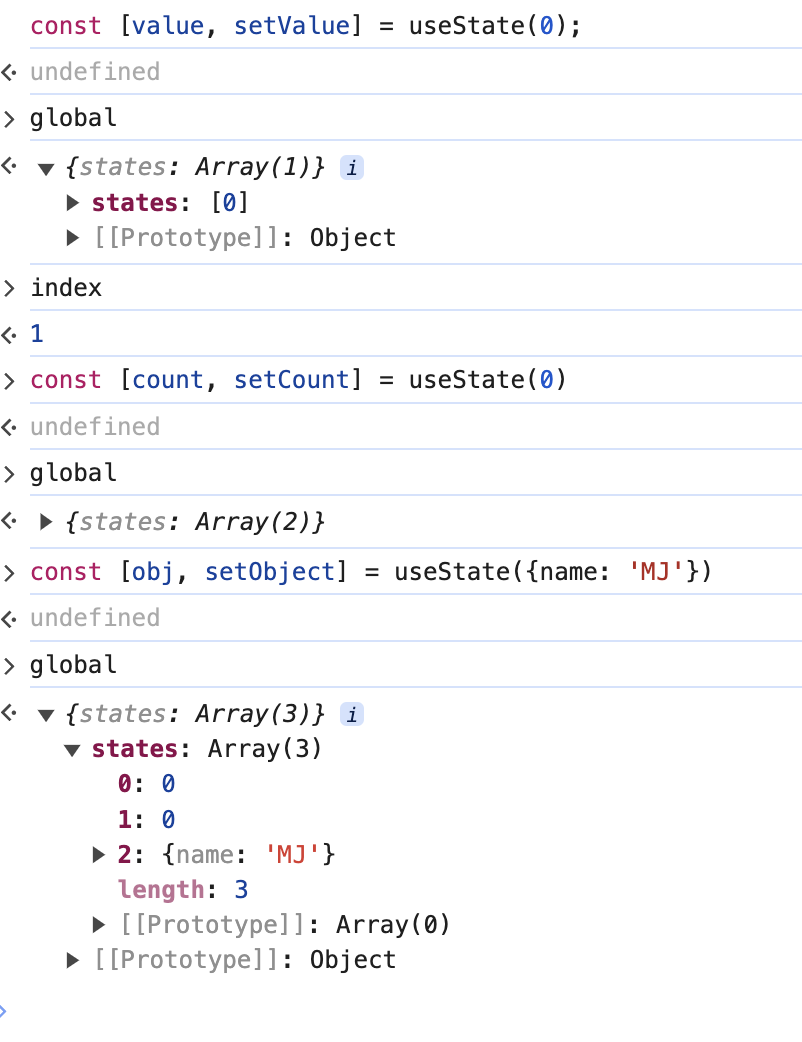 const [value, setValue] = useState(0);
undefined
global
{states: Array(1)} i
states: [0]
[[Prototype]]: Object
index
1
const [count, setCount] = useState(0)
undefined
global
{states: Array(2)}
const [obj, setObject] = useState({name: 'MJ'})
undefined
global
{states: Array(3)} i
states: Array(3)
0: 0
1: 0
2: {name: 'MJ'}
length: 3
[[Prototype]]: Array(0)
[[Prototype]]: Object